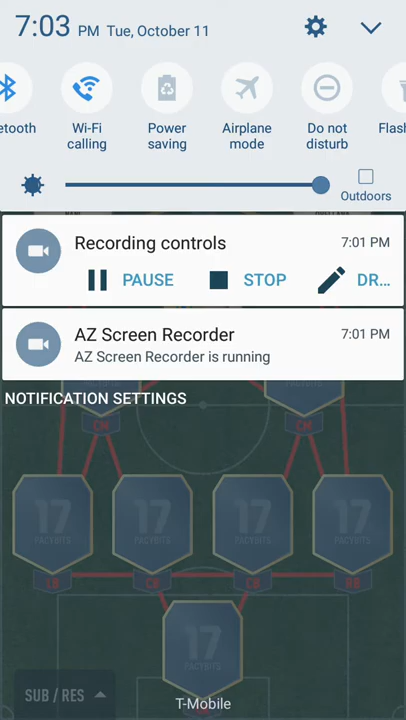 7:03 PM Tue, October 11
etooth
Wi-Fi calling
Power saving
Airplane mode
Do not disturb
Flash
Outdoors
Recording controls 7:01 PM
PAUSE STOP DR...
AZ Screen Recorder 7:01 PM
AZ Screen Recorder is running
NOTIFICATION SETTINGS
CM CM
17 17 17 17
PACYBITS PACYBITS PACYBITS PACYBITS
LB CB CB RB
17
PACYBITS
SUB / RES
T-Mobile